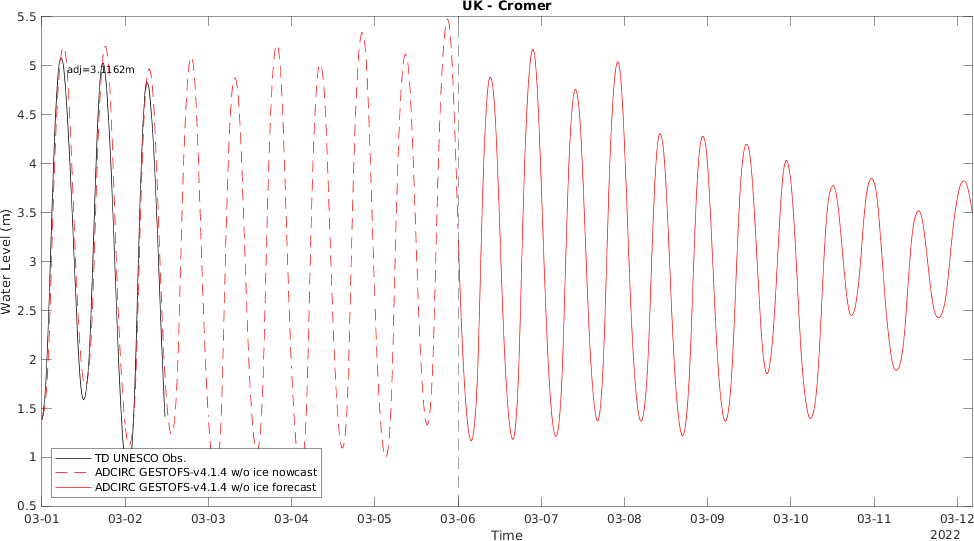 UK - Cromer
5.5
5
4.5
4
3.5
3
2.5
2
1.5
1
0.5
Water Level (m)
adj=3.1162m
TD UNESCO Obs.
ADCIRC GESTOFS-v4.1.4 w/o ice nowcast
ADCIRC GESTOFS-v4.1.4 w/o ice forecast
03-01 03-02 03-03 03-04 03-05 03-06 03-07 03-08 03-09 03-10 03-11 03-12
Time
2022